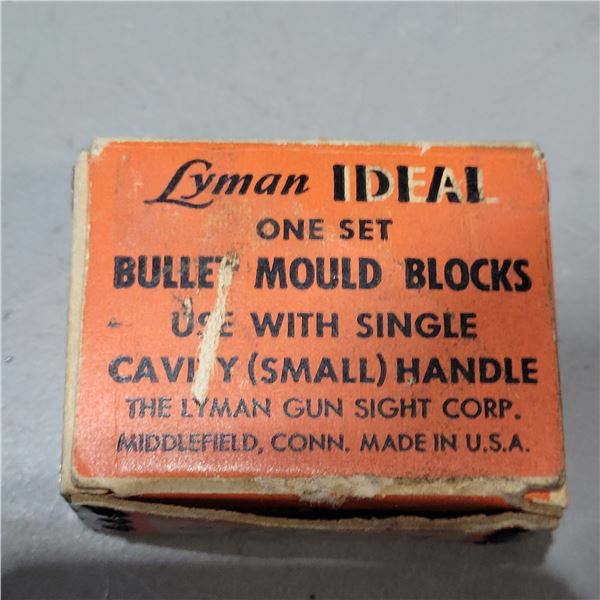 Lyman IDEAL
ONE SET
BULLET MOULD BLOCKS
USE WITH SINGLE
CAVITY (SMALL) HANDLE
THE LYMAN GUN SIGHT CORP.
MIDDLEFIELD, CONN. MADE IN U.S.A.